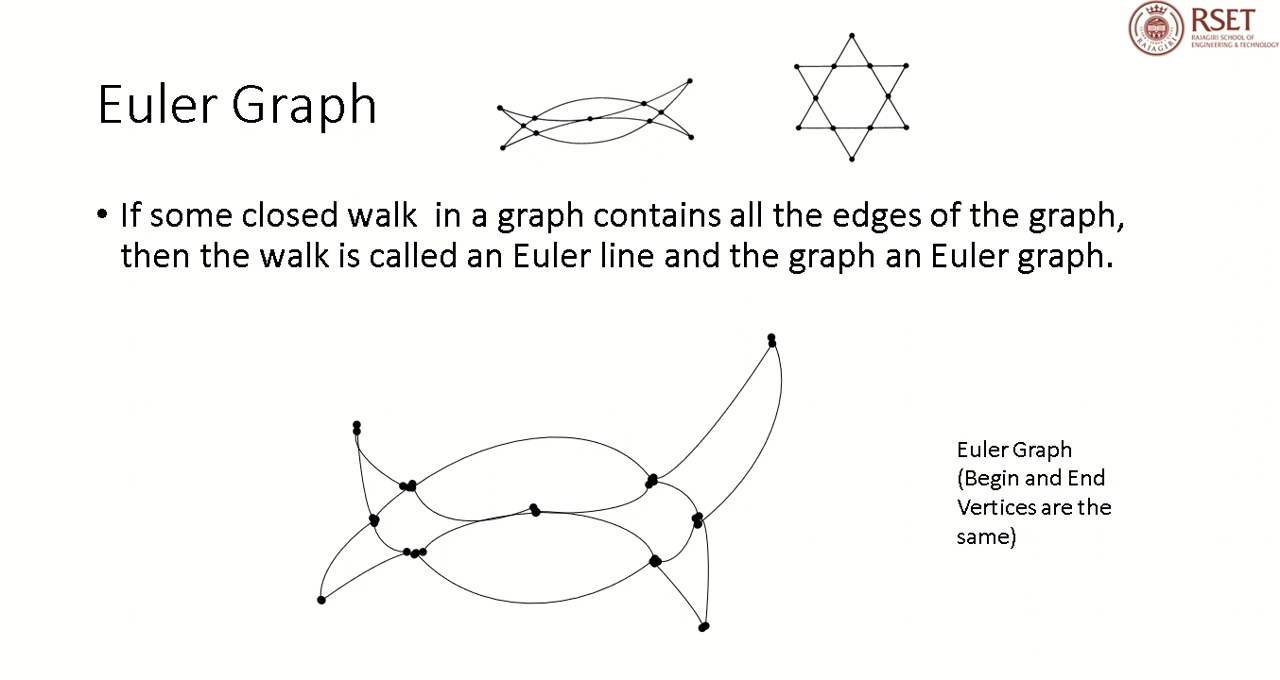 RSET
RAJAGIRI SCHOOL OF
ENGINEERING & TECHNOLOGY
RAJAGIRI
Euler Graph
• If some closed walk in a graph contains all the edges of the graph,
then the walk is called an Euler line and the graph an Euler graph.
Euler Graph
(Begin and End
Vertices are the
same)